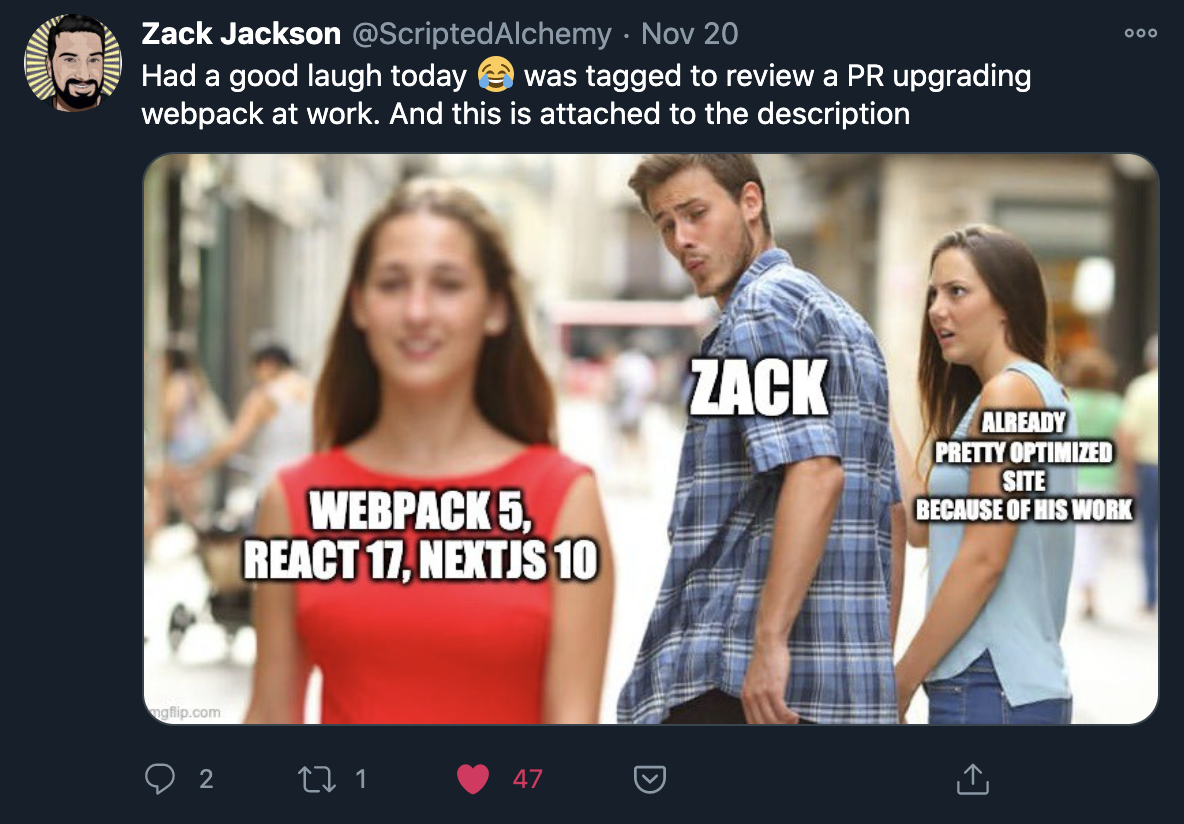 Zack Jackson @ScriptedAlchemy · Nov 20
Had a good laugh today 😂 was tagged to review a PR upgrading
webpack at work. And this is attached to the description
ZACK
ALREADY
PRETTY OPTIMIZED
SITE
BECAUSE OF HIS WORK
WEBPACK 5,
REACT 17, NEXTJS 10
mgflip.com
2 1 47